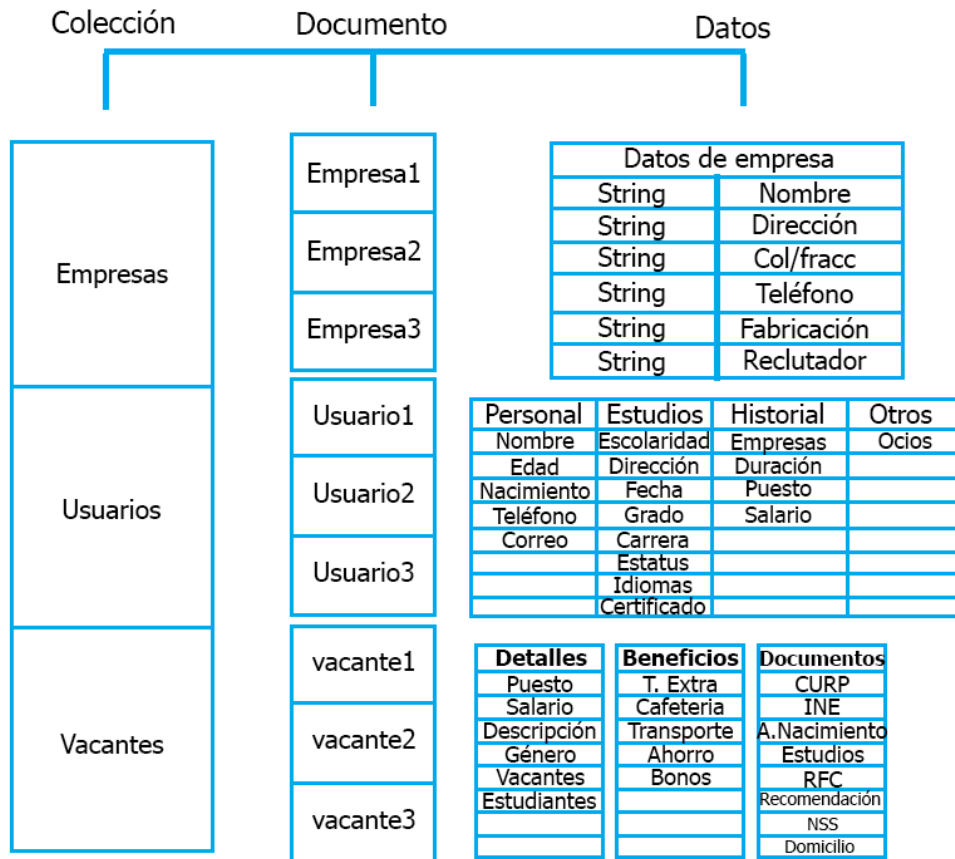 Colección Documento Datos
Empresas
Usuarios
Vacantes
Empresa1
Empresa2
Empresa3
Usuario1
Usuario2
Usuario3
vacante1
vacante2
vacante3
Datos de empresa
String Nombre
String Dirección
String Col/fracc
String Teléfono
String Fabricación
String Reclutador
Personal Estudios Historial Otros
Nombre Escolaridad Empresas Ocios
Edad Dirección Duración
Nacimiento Fecha Puesto
Teléfono Grado Salario
Correo Carrera
Estatus
Idiomas
Certificado
Detalles Beneficios Documentos
Puesto T. Extra CURP
Salario Cafeteria INE
Descripción Transporte A.Nacimiento
Género Ahorro Estudios
Vacantes Bonos RFC
Estudiantes Recomendación
NSS
Domicilio